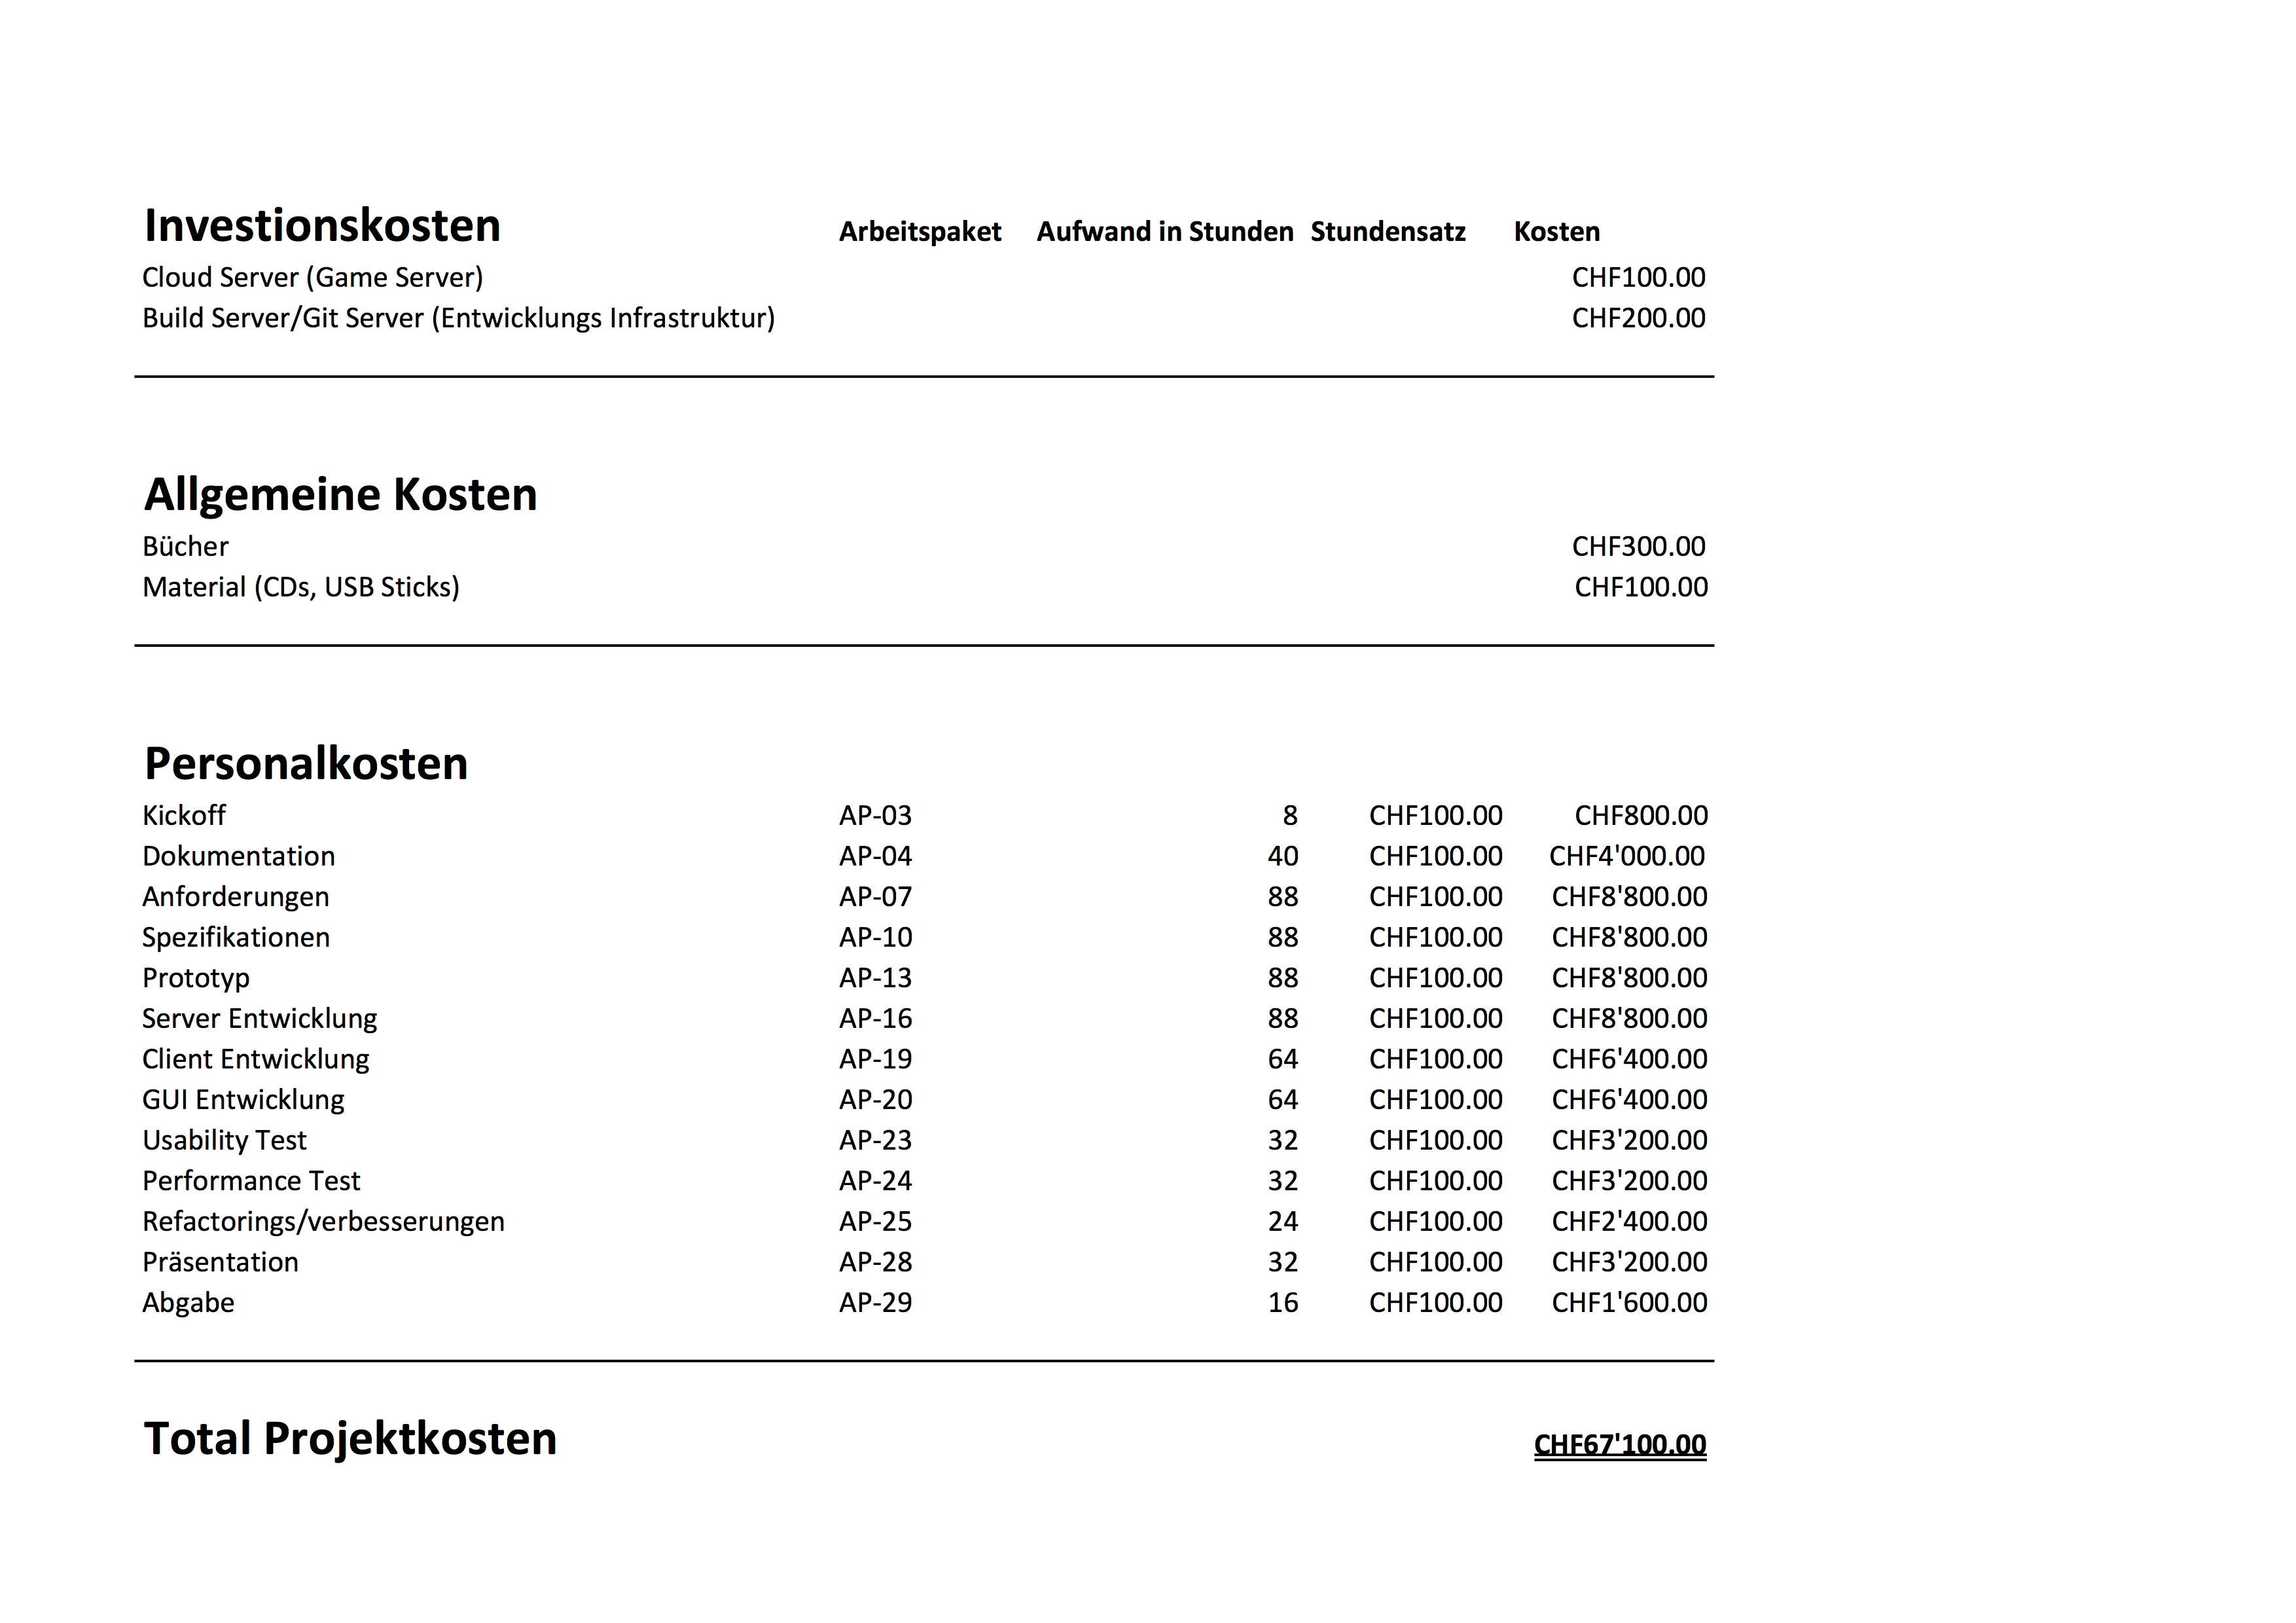 Investionskosten Arbeitspaket Aufwand in Stunden Stundensatz Kosten
Cloud Server (Game Server) CHF100.00
Build Server/Git Server (Entwicklungs Infrastruktur) CHF200.00
Allgemeine Kosten
Bücher CHF300.00
Material (CDs, USB Sticks) CHF100.00
Personalkosten
Kickoff AP-03 8 CHF100.00 CHF800.00
Dokumentation AP-04 40 CHF100.00 CHF4'000.00
Anforderungen AP-07 88 CHF100.00 CHF8'800.00
Spezifikationen AP-10 88 CHF100.00 CHF8'800.00
Prototyp AP-13 88 CHF100.00 CHF8'800.00
Server Entwicklung AP-16 88 CHF100.00 CHF8'800.00
Client Entwicklung AP-19 64 CHF100.00 CHF6'400.00
GUI Entwicklung AP-20 64 CHF100.00 CHF6'400.00
Usability Test AP-23 32 CHF100.00 CHF3'200.00
Performance Test AP-24 32 CHF100.00 CHF3'200.00
Refactorings/verbesserungen AP-25 24 CHF100.00 CHF2'400.00
Präsentation AP-28 32 CHF100.00 CHF3'200.00
Abgabe AP-29 16 CHF100.00 CHF1'600.00
Total Projektkosten CHF67'100.00